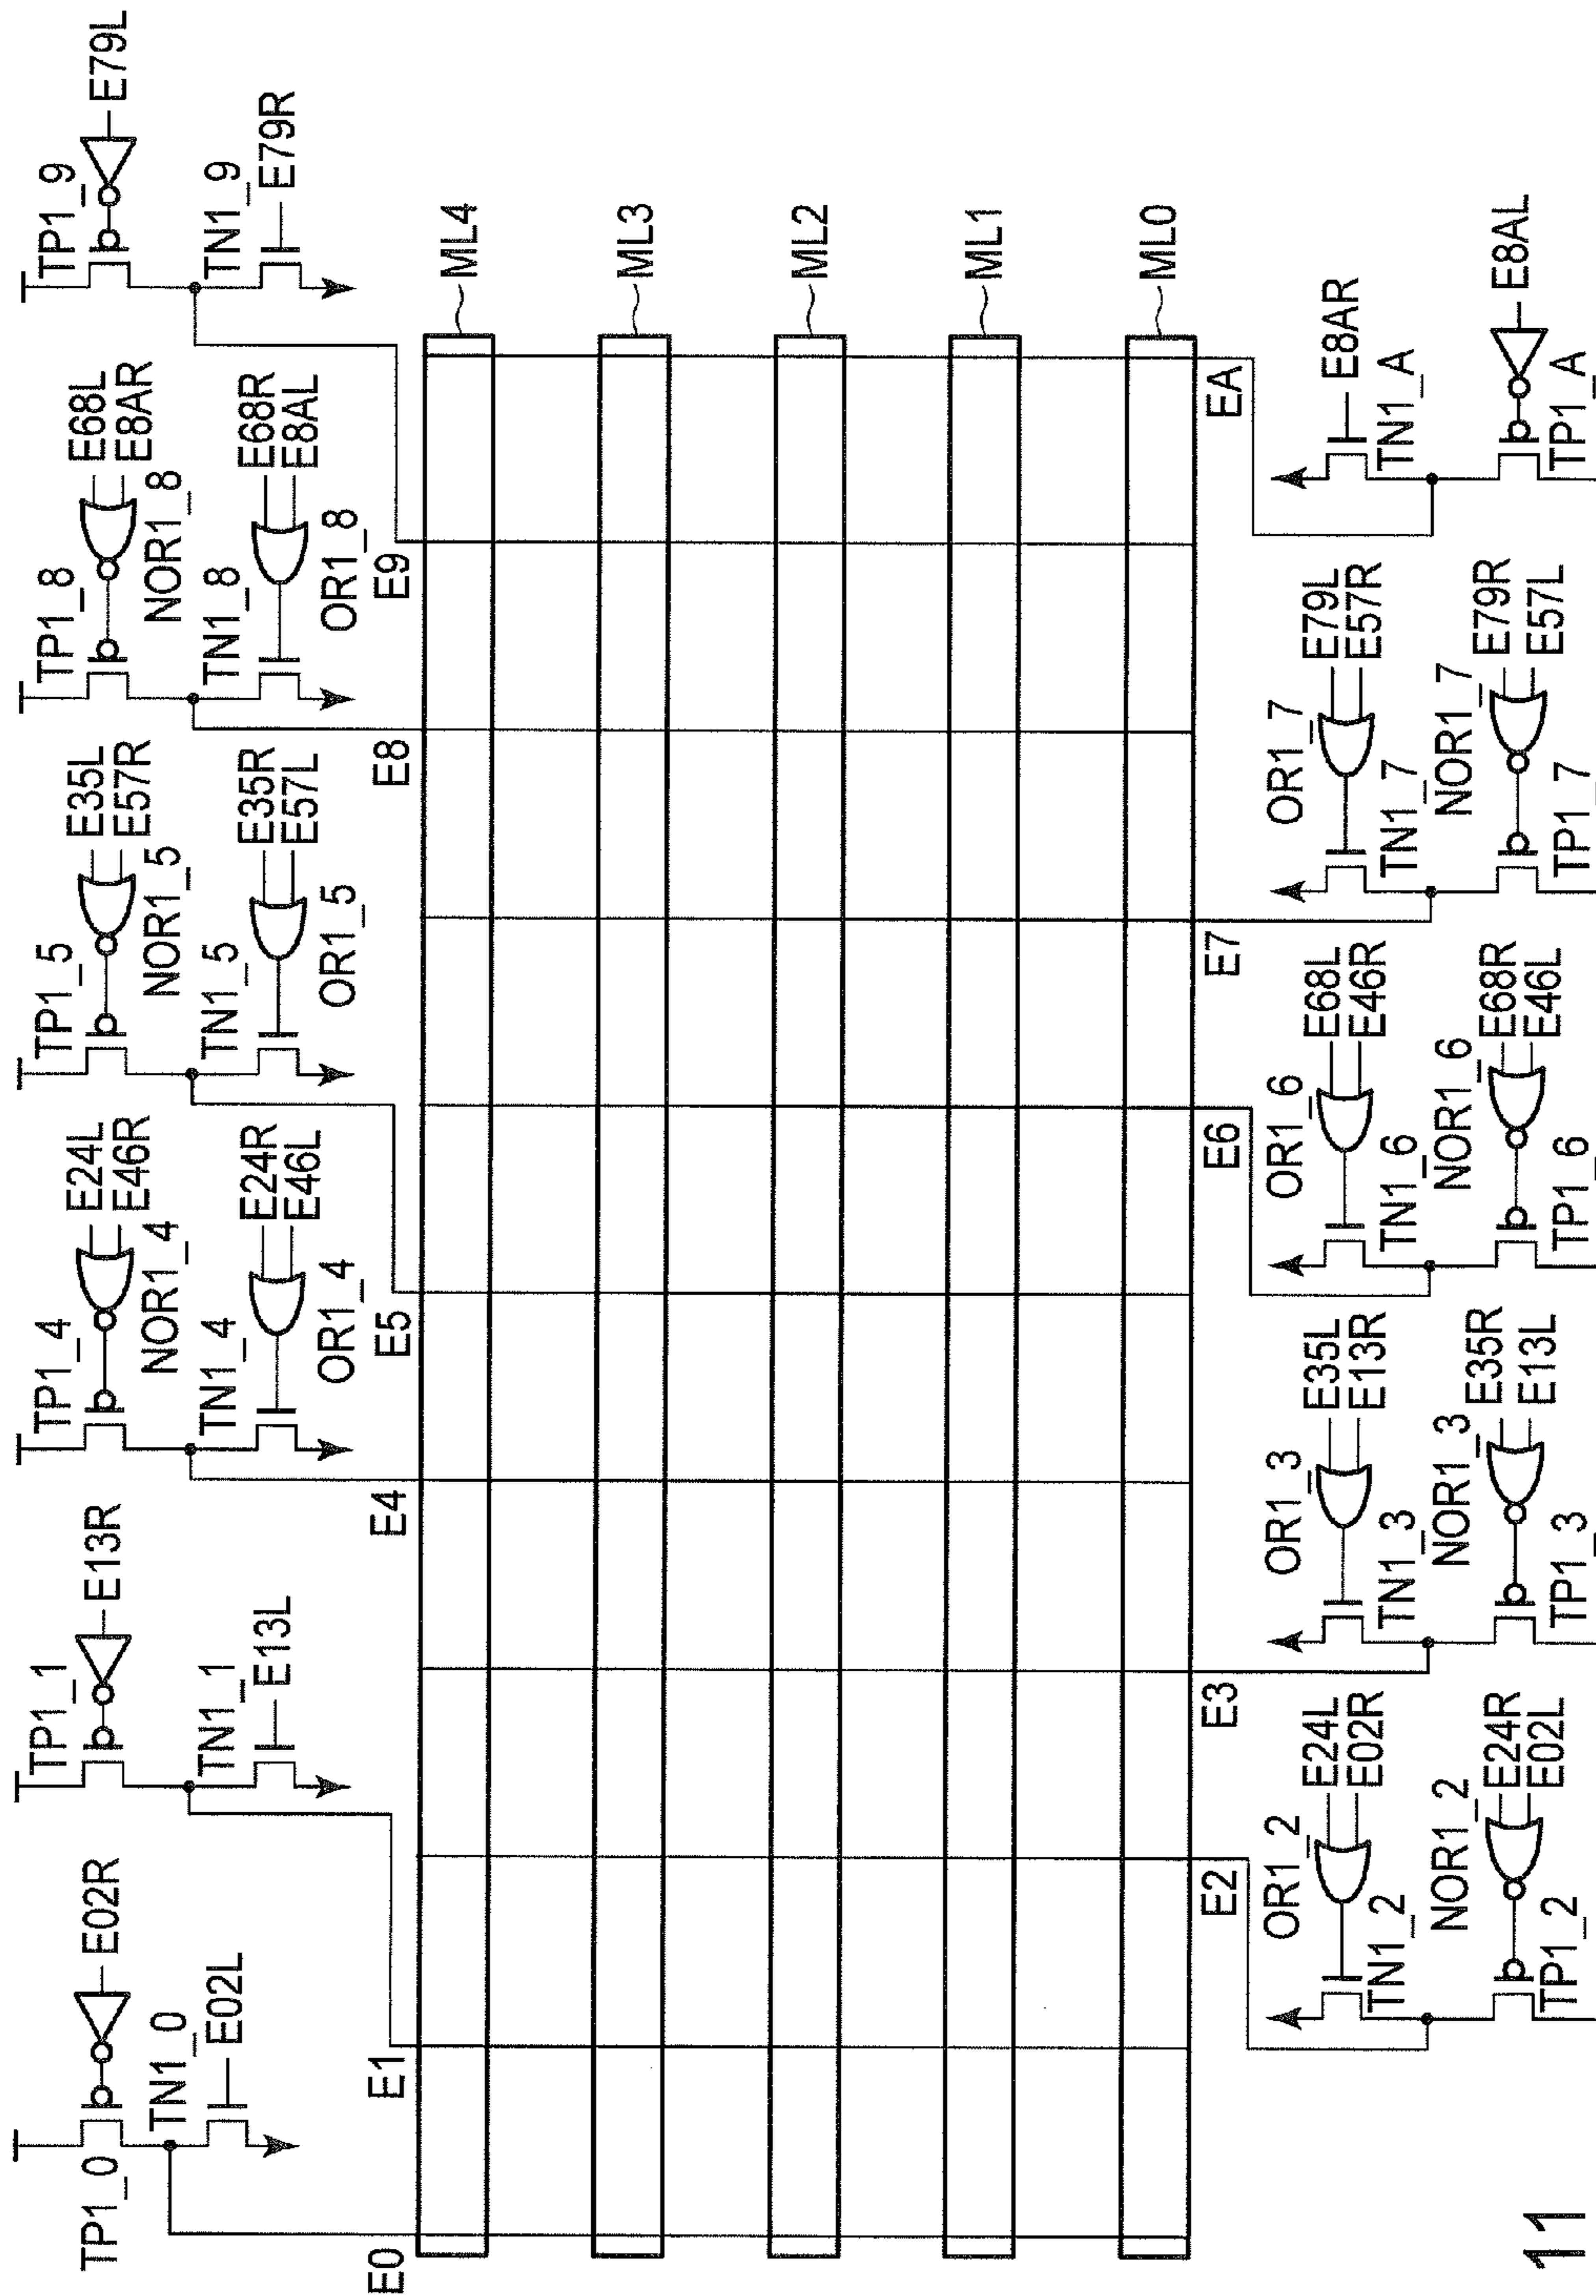 TP1_0
E02R
TN1_0
E02L
E0
TP1_1
E13R
TN1_1
E13L
E1
TP1_4
E24L
E46R
NOR1_4
TN1_4
E24R
E46L
OR1_4
E4
TP1_5
E35L
E57R
NOR1_5
TN1_5
E35R
E57L
OR1_5
E5
TP1_8
E68L
E8AR
NOR1_8
TN1_8
E68R
E8AL
OR1_8
E8
TP1_9
E79L
TN1_9
E79R
E9
ML4
ML3
ML2
ML1
ML0
E2
OR1_2
E24L
E02R
TN1_2
NOR1_2
E24R
E02L
TP1_2
E3
OR1_3
E35L
E13R
TN1_3
NOR1_3
E35R
E13L
TP1_3
E6
OR1_6
E68L
E46R
TN1_6
NOR1_6
E68R
E46L
TP1_6
E7
OR1_7
E79L
E57R
TN1_7
NOR1_7
E79R
E57L
TP1_7
EA
E8AR
TN1_A
E8AL
TP1_A
11